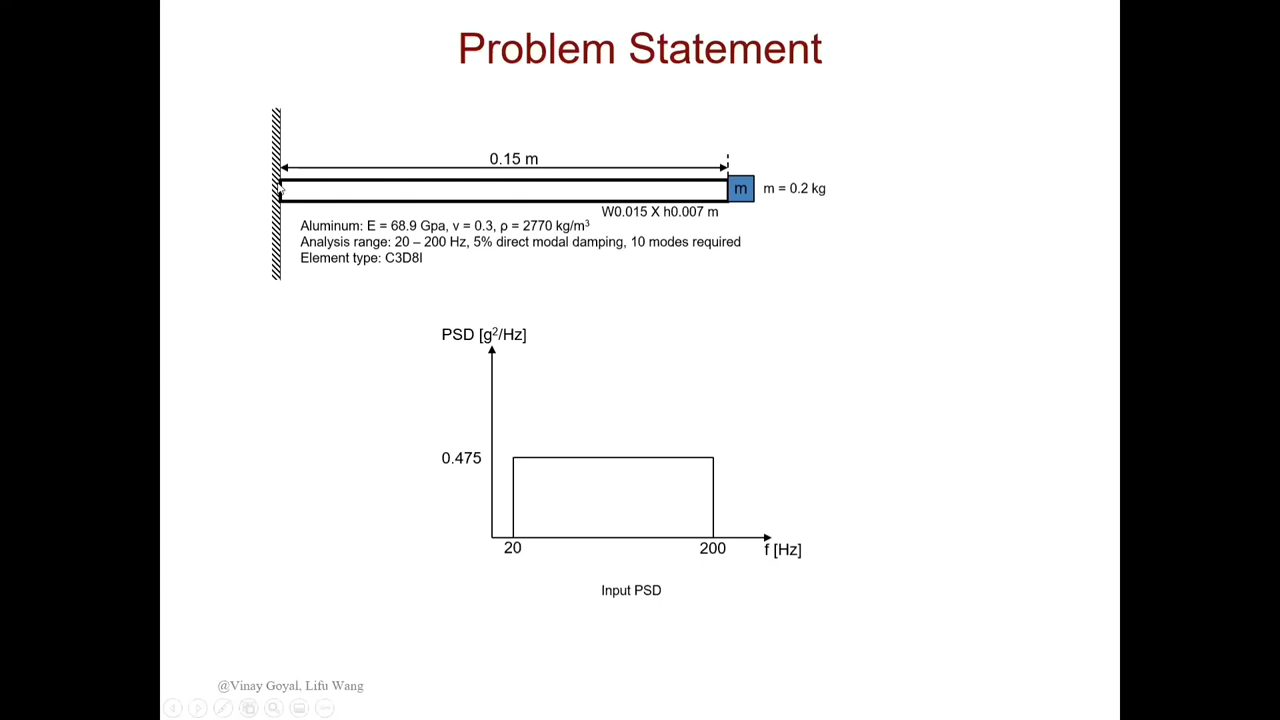 Problem Statement
0.15 m
m
m = 0.2 kg
W0.015 X h0.007 m
Aluminum: E = 68.9 Gpa, ν = 0.3, ρ = 2770 kg/m³
Analysis range: 20 – 200 Hz, 5% direct modal damping, 10 modes required
Element type: C3D8I
PSD [g²/Hz]
0.475
20
200
f [Hz]
Input PSD
@Vinay Goyal, Lifu Wang